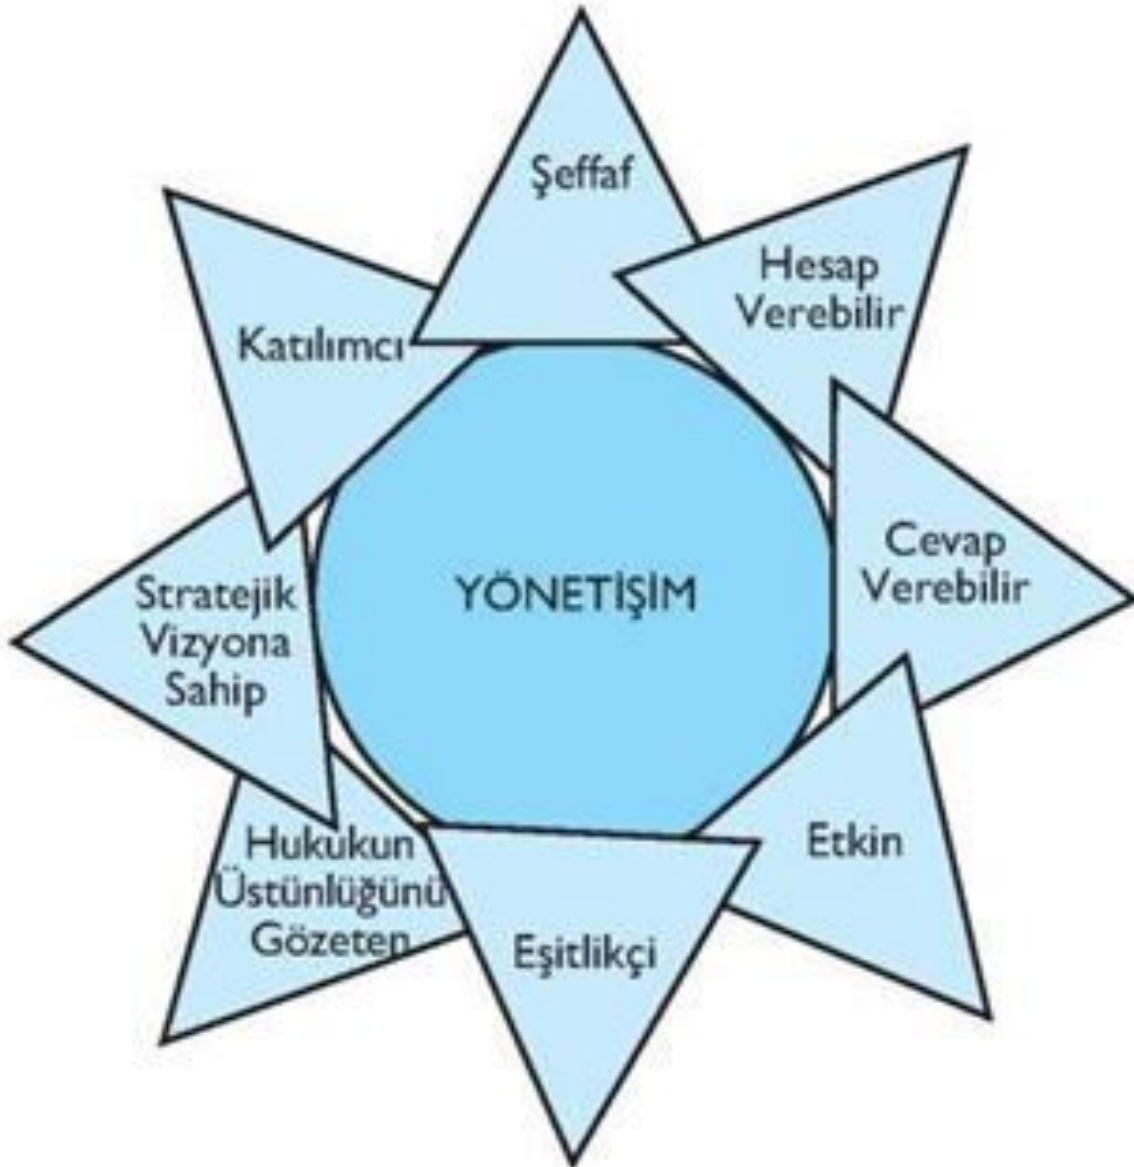 Şeffaf
Hesap
Verebilir
Katılımcı
Cevap
Verebilir
YÖNETİŞİM
Stratejik
Vizyona
Sahip
Etkin
Hukukun
Üstünlüğünü
Gözeten
Eşitlikçi